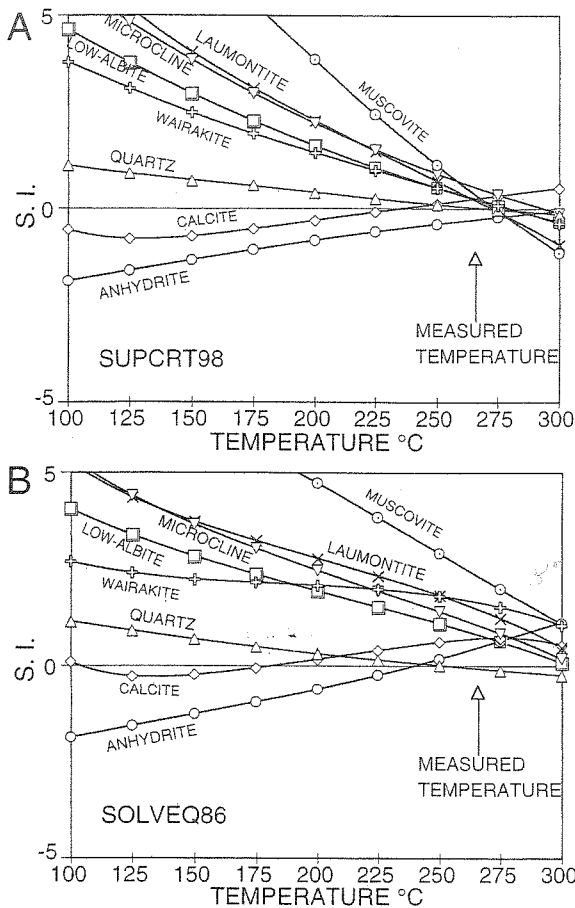 A
5
MICROCLINE
LAUMONTITE
LOW-ALBITE
MUSCOVITE
WAIRAKITE
QUARTZ
S. I.
0
CALCITE
ANHYDRITE
MEASURED
TEMPERATURE
SUPCRT98
-5
100 125 150 175 200 225 250 275 300
TEMPERATURE °C
B
5
MUSCOVITE
MICROCLINE
LOW-ALBITE
LAUMONTITE
WAIRAKITE
QUARTZ
S. I.
0
CALCITE
ANHYDRITE
MEASURED
TEMPERATURE
SOLVEQ86
-5
100 125 150 175 200 225 250 275 300
TEMPERATURE °C